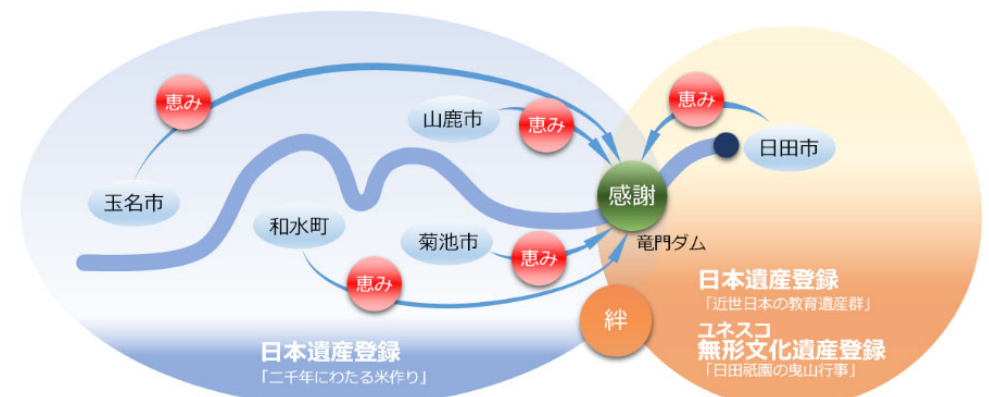 恵み
山鹿市
恵み
恵み
日田市
玉名市
感謝
和水町
菊池市
恵み
竜門ダム
恵み
絆
日本遺産登録
「近世日本の教育遺産群」
ユネスコ
無形文化遺産登録
「日田祇園の曳山行事」
日本遺産登録
「二千年にわたる米作り」